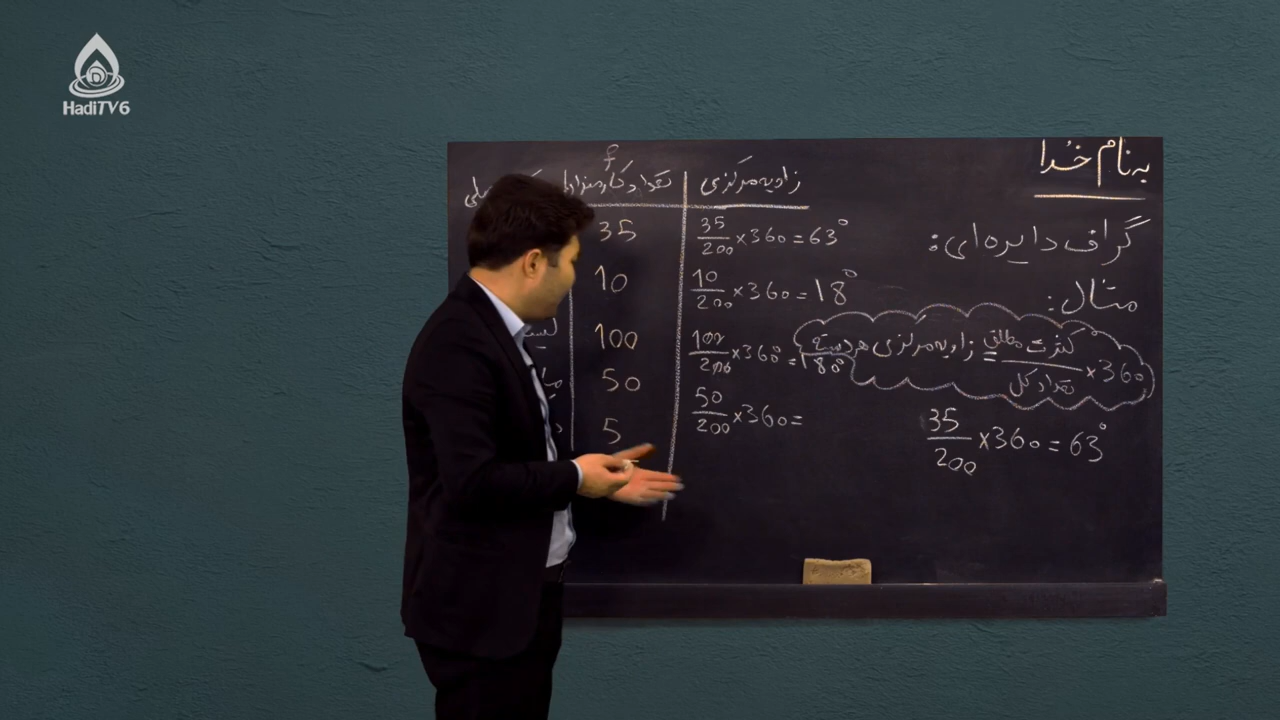 HadiTV6
به نام خدا
گراف دایره ای:
مثال:
زاویه مرکزی هر دسته = کثرت مطلق / تعداد کل × 360
35/200 × 360 = 63°
f
زاویه مرکزی
تعداد
35
35/200 × 360 = 63°
10
10/200 × 360 = 18°
100
100/200 × 360° = 180°
50
50/200 × 360 =
5